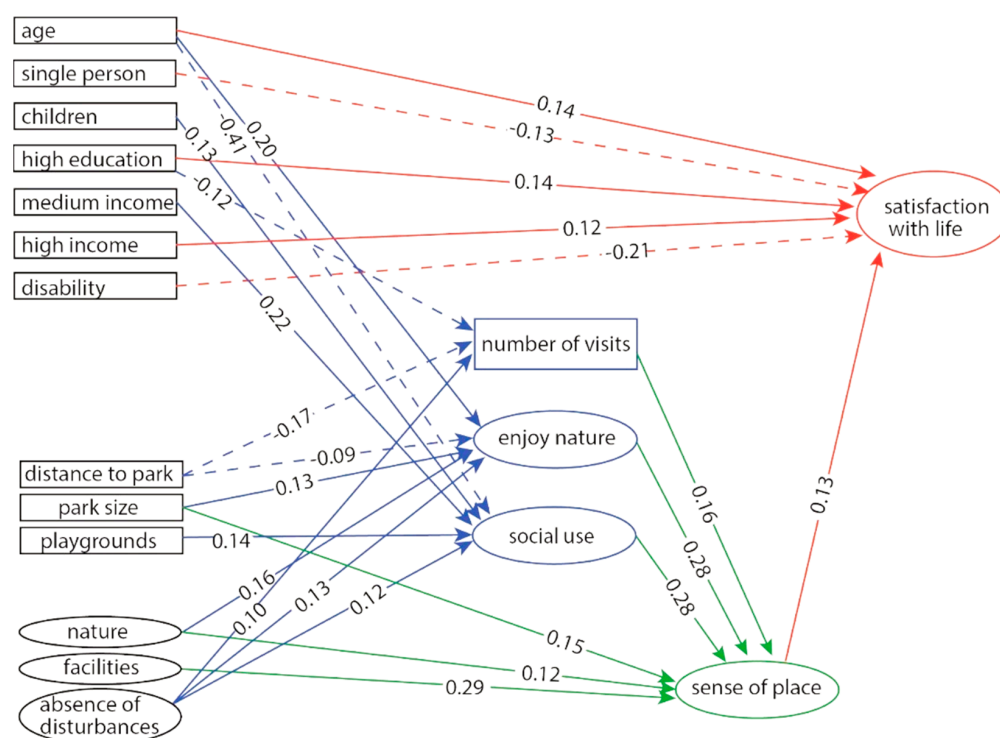 age
single person
children
high education
medium income
high income
disability
0.14
-0.13
0.20
-0.41
0.13
-0.12
0.14
0.12
-0.21
0.22
satisfaction
with life
number of visits
enjoy nature
social use
distance to park
park size
playgrounds
-0.17
-0.09
0.13
0.14
0.16
0.10
0.13
0.12
0.16
0.28
0.28
0.13
nature
facilities
absence of
disturbances
0.15
0.12
0.29
sense of place